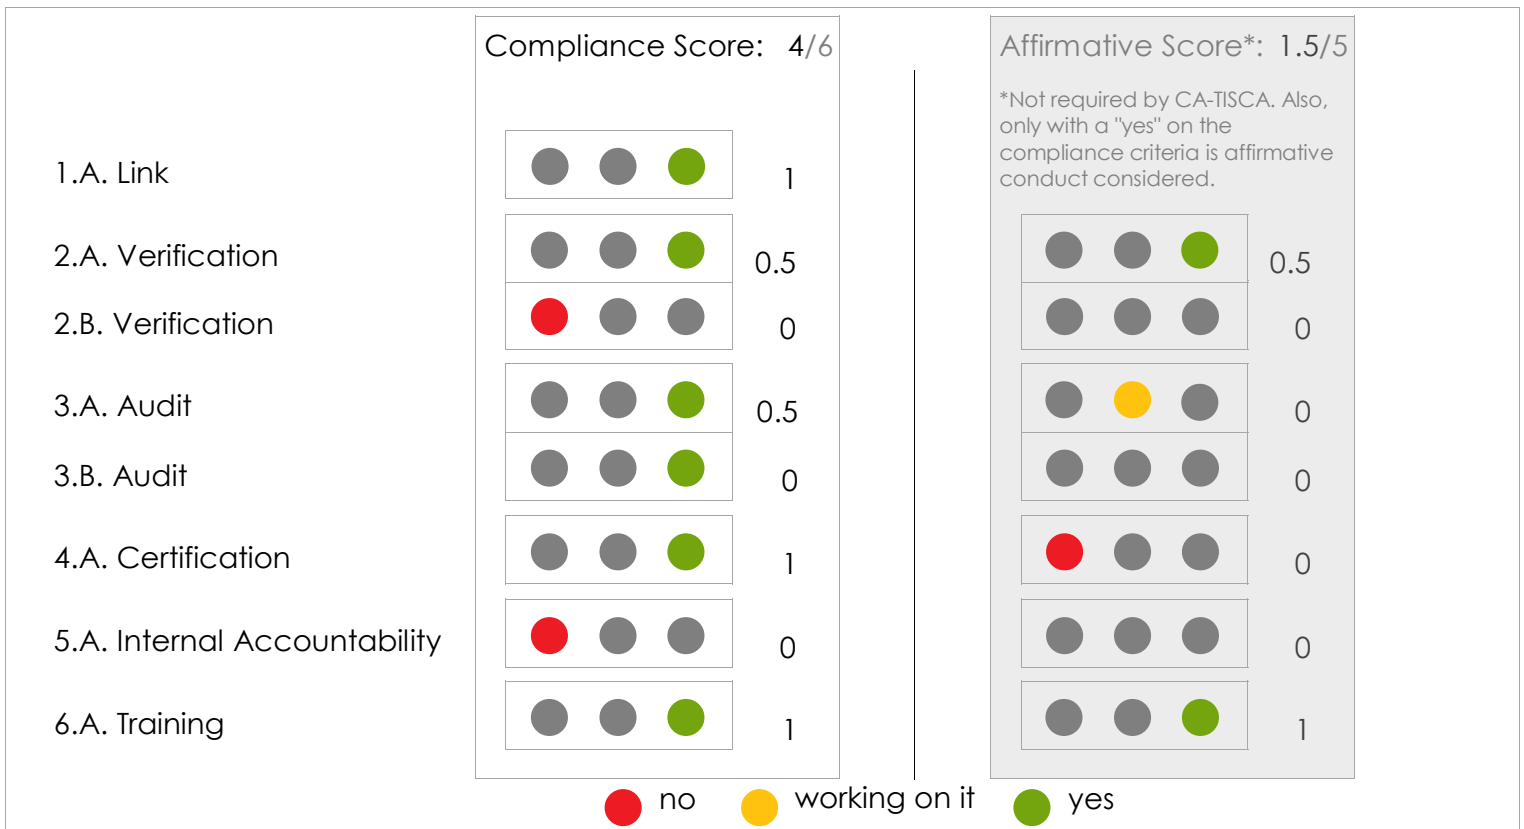 Compliance Score: 4/6
Affirmative Score*: 1.5/5
*Not required by CA-TISCA. Also,
only with a "yes" on the
compliance criteria is affirmative
conduct considered.
1.A. Link 1
2.A. Verification 0.5 0.5
2.B. Verification 0 0
3.A. Audit 0.5 0
3.B. Audit 0 0
4.A. Certification 1 0
5.A. Internal Accountability 0 0
6.A. Training 1 1
no working on it yes